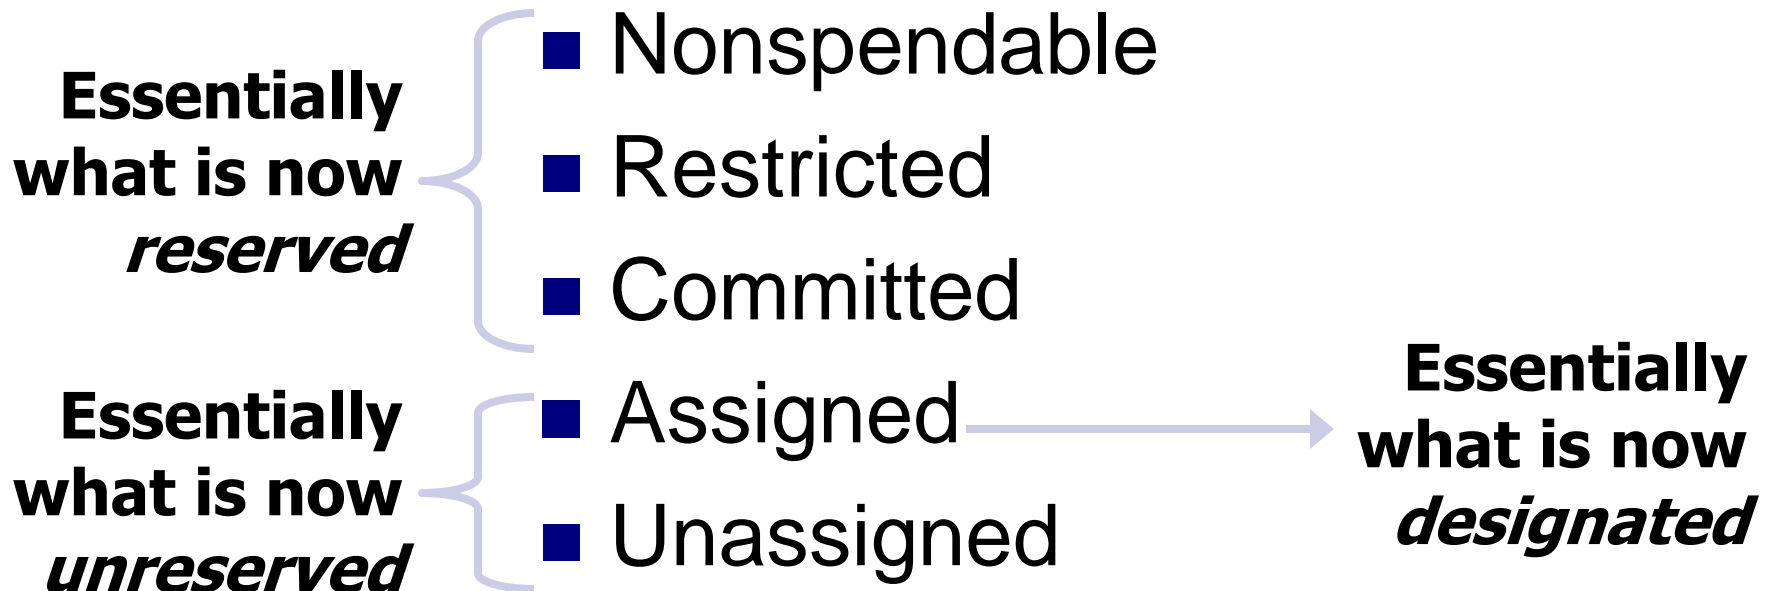 Essentially
what is now
reserved
Nonspendable
Restricted
Committed
Essentially
what is now
unreserved
Assigned
Unassigned
Essentially
what is now
designated